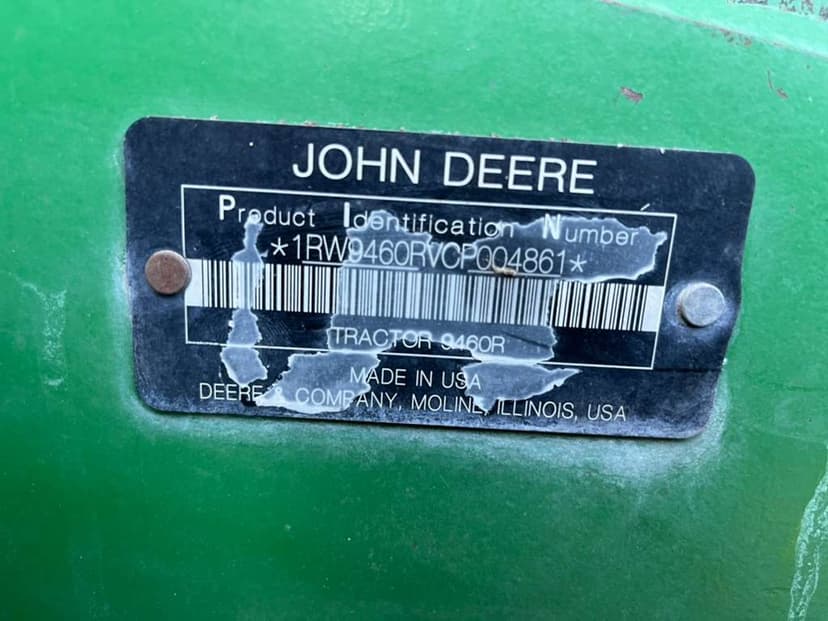 JOHN DEERE
Product Identification Number
*1RW9460RVCP004861*
TRACTOR 9460R
MADE IN USA
DEERE & COMPANY, MOLINE, ILLINOIS, USA